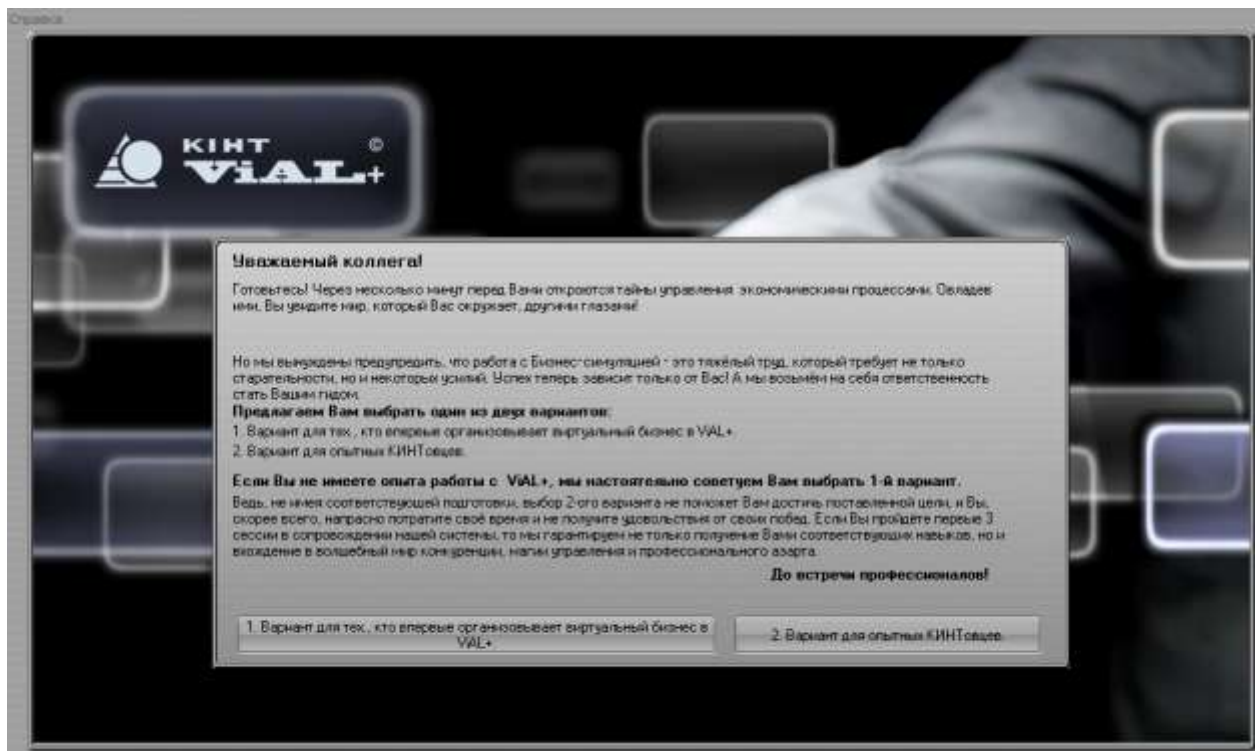 Справка
КІНТ ©
ViAL+
Уважаемый коллега!
Готовьтесь! Через несколько минут перед Вами откроются тайны управления экономическими процессами. Овладев
ими, Вы увидите мир, который Вас окружает, другими глазами!
Но мы вынуждены предупредить, что работа с Бизнес-симуляцией - это тяжёлый труд, который требует не только
старательности, но и некоторых усилий. Успех теперь зависит только от Вас! А мы возьмём на себя ответственность
стать Вашим гидом.
Предлагаем Вам выбрать один из двух вариантов:
1. Вариант для тех , кто впервые организовывает виртуальный бизнес в ViAL+.
2. Вариант для опытных КИНТовцев.
Если Вы не имеете опыта работы с ViAL+, мы настоятельно советуем Вам выбрать 1-й вариант.
Ведь, не имея соответствующей подготовки, выбор 2-ого варианта не поможет Вам достичь поставленной цели, и Вы,
скорее всего, напрасно потратите своё время и не получите удовольствия от своих побед. Если Вы пройдёте первые 3
сессии в сопровождении нашей системы, то мы гарантируем не только получение Вами соответствующих навыков, но и
вхождение в волшебный мир конкуренции, магии управления и профессионального азарта.
До встречи профессионалов!
1. Вариант для тех , кто впервые организовывает виртуальный бизнес в
ViAL+.
2. Вариант для опытных КИНТовцев.